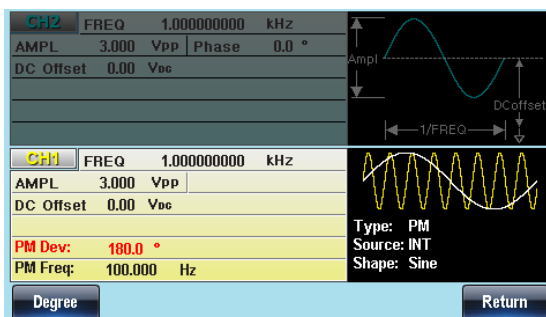 CH2 FREQ 1.000000000 kHz
AMPL 3.000 Vpp Phase 0.0 °
DC Offset 0.00 VDC
Ampl
DCoffset
1/FREQ
CH1 FREQ 1.000000000 kHz
AMPL 3.000 Vpp
DC Offset 0.00 VDC
PM Dev: 180.0 °
PM Freq: 100.000 Hz
Type: PM
Source: INT
Shape: Sine
Degree
Return